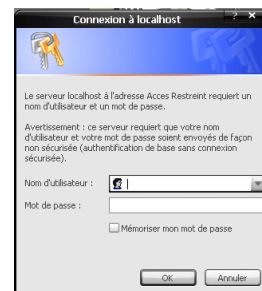 Connexion à localhost
Le serveur localhost à l'adresse Acces Restreint requiert un
nom d'utilisateur et un mot de passe.
Avertissement : ce serveur requiert que votre nom
d'utilisateur et votre mot de passe soient envoyés de façon
non sécurisée (authentification de base sans connexion
sécurisée).
Nom d'utilisateur :
Mot de passe :
Mémoriser mon mot de passe
OK Annuler